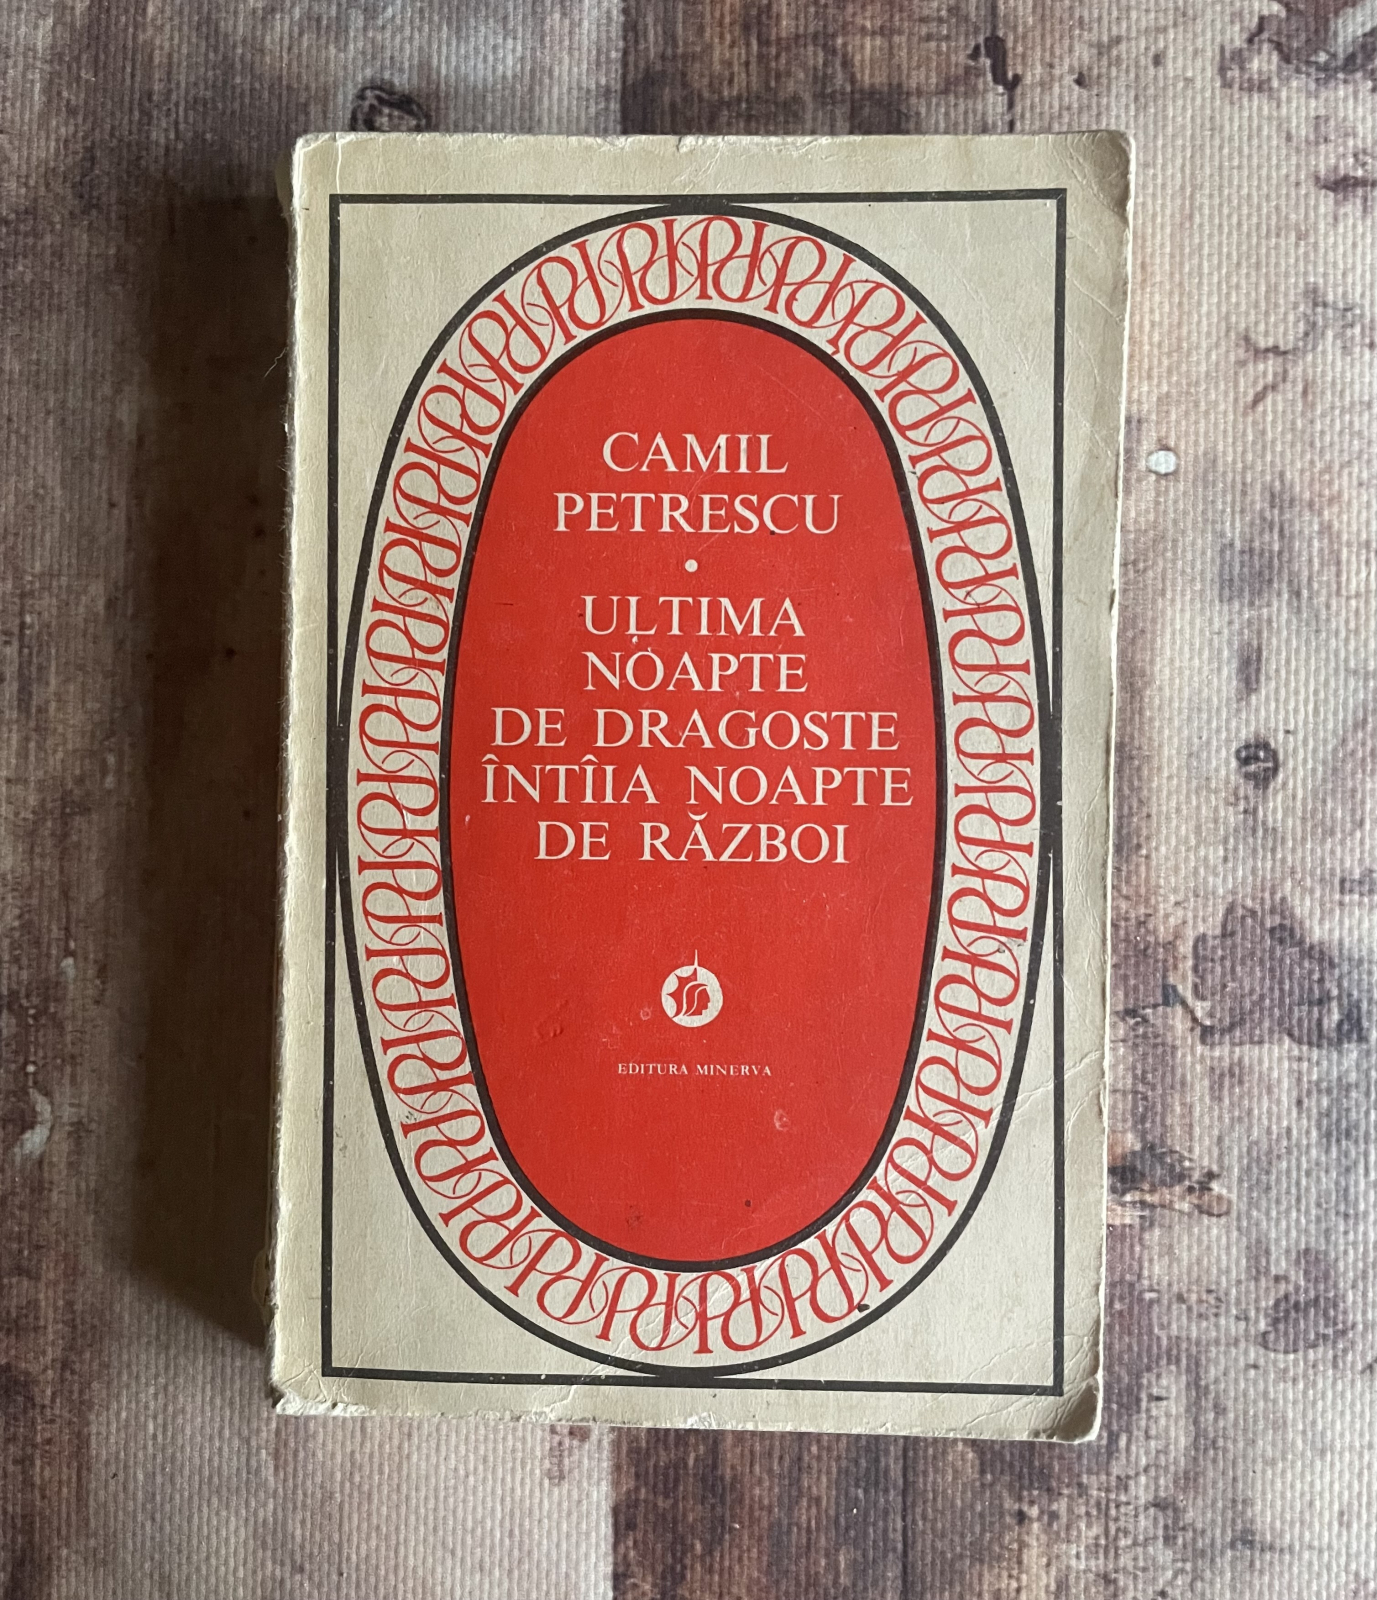 CAMIL
PETRESCU
•
ULTIMA
NOAPTE
DE DRAGOSTE
ÎNTÎIA NOAPTE
DE RĂZBOI
EDITURA MINERVA